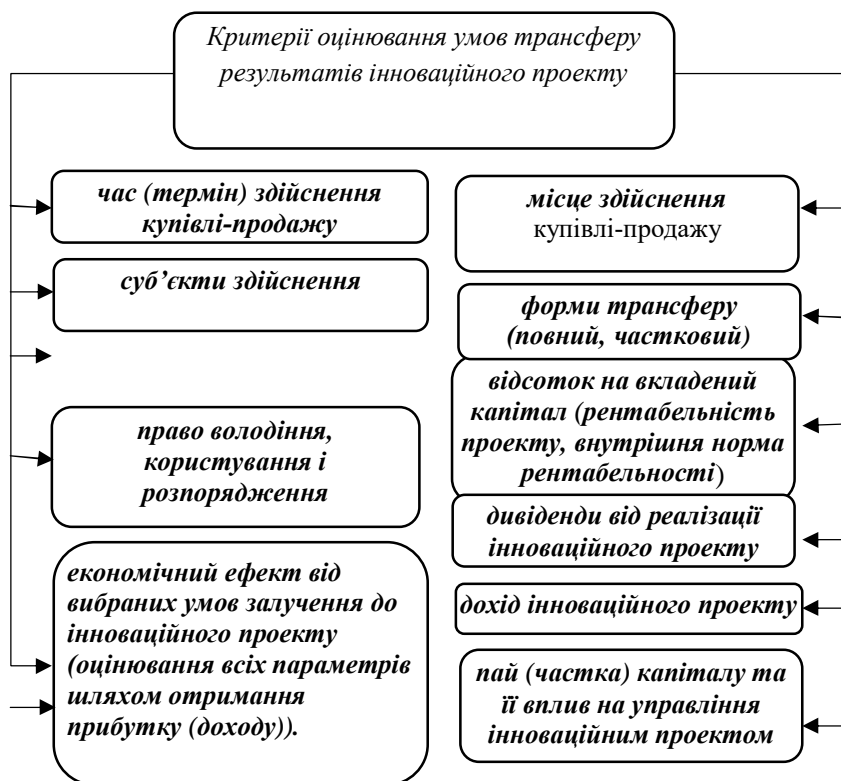 Критерії оцінювання умов трансферу
результатів інноваційного проекту
час (термін) здійснення
купівлі-продажу
суб’єкти здійснення
право володіння,
користування і
розпорядження
економічний ефект від
вибраних умов залучення до
інноваційного проекту
(оцінювання всіх параметрів
шляхом отримання
прибутку (доходу)).
місце здійснення
купівлі-продажу
форми трансферу
(повний, частковий)
відсоток на вкладений
капітал (рентабельність
проекту, внутрішня норма
рентабельності)
дивіденди від реалізації
інноваційного проекту
дохід інноваційного проекту
пай (частка) капіталу та
її вплив на управління
інноваційним проектом